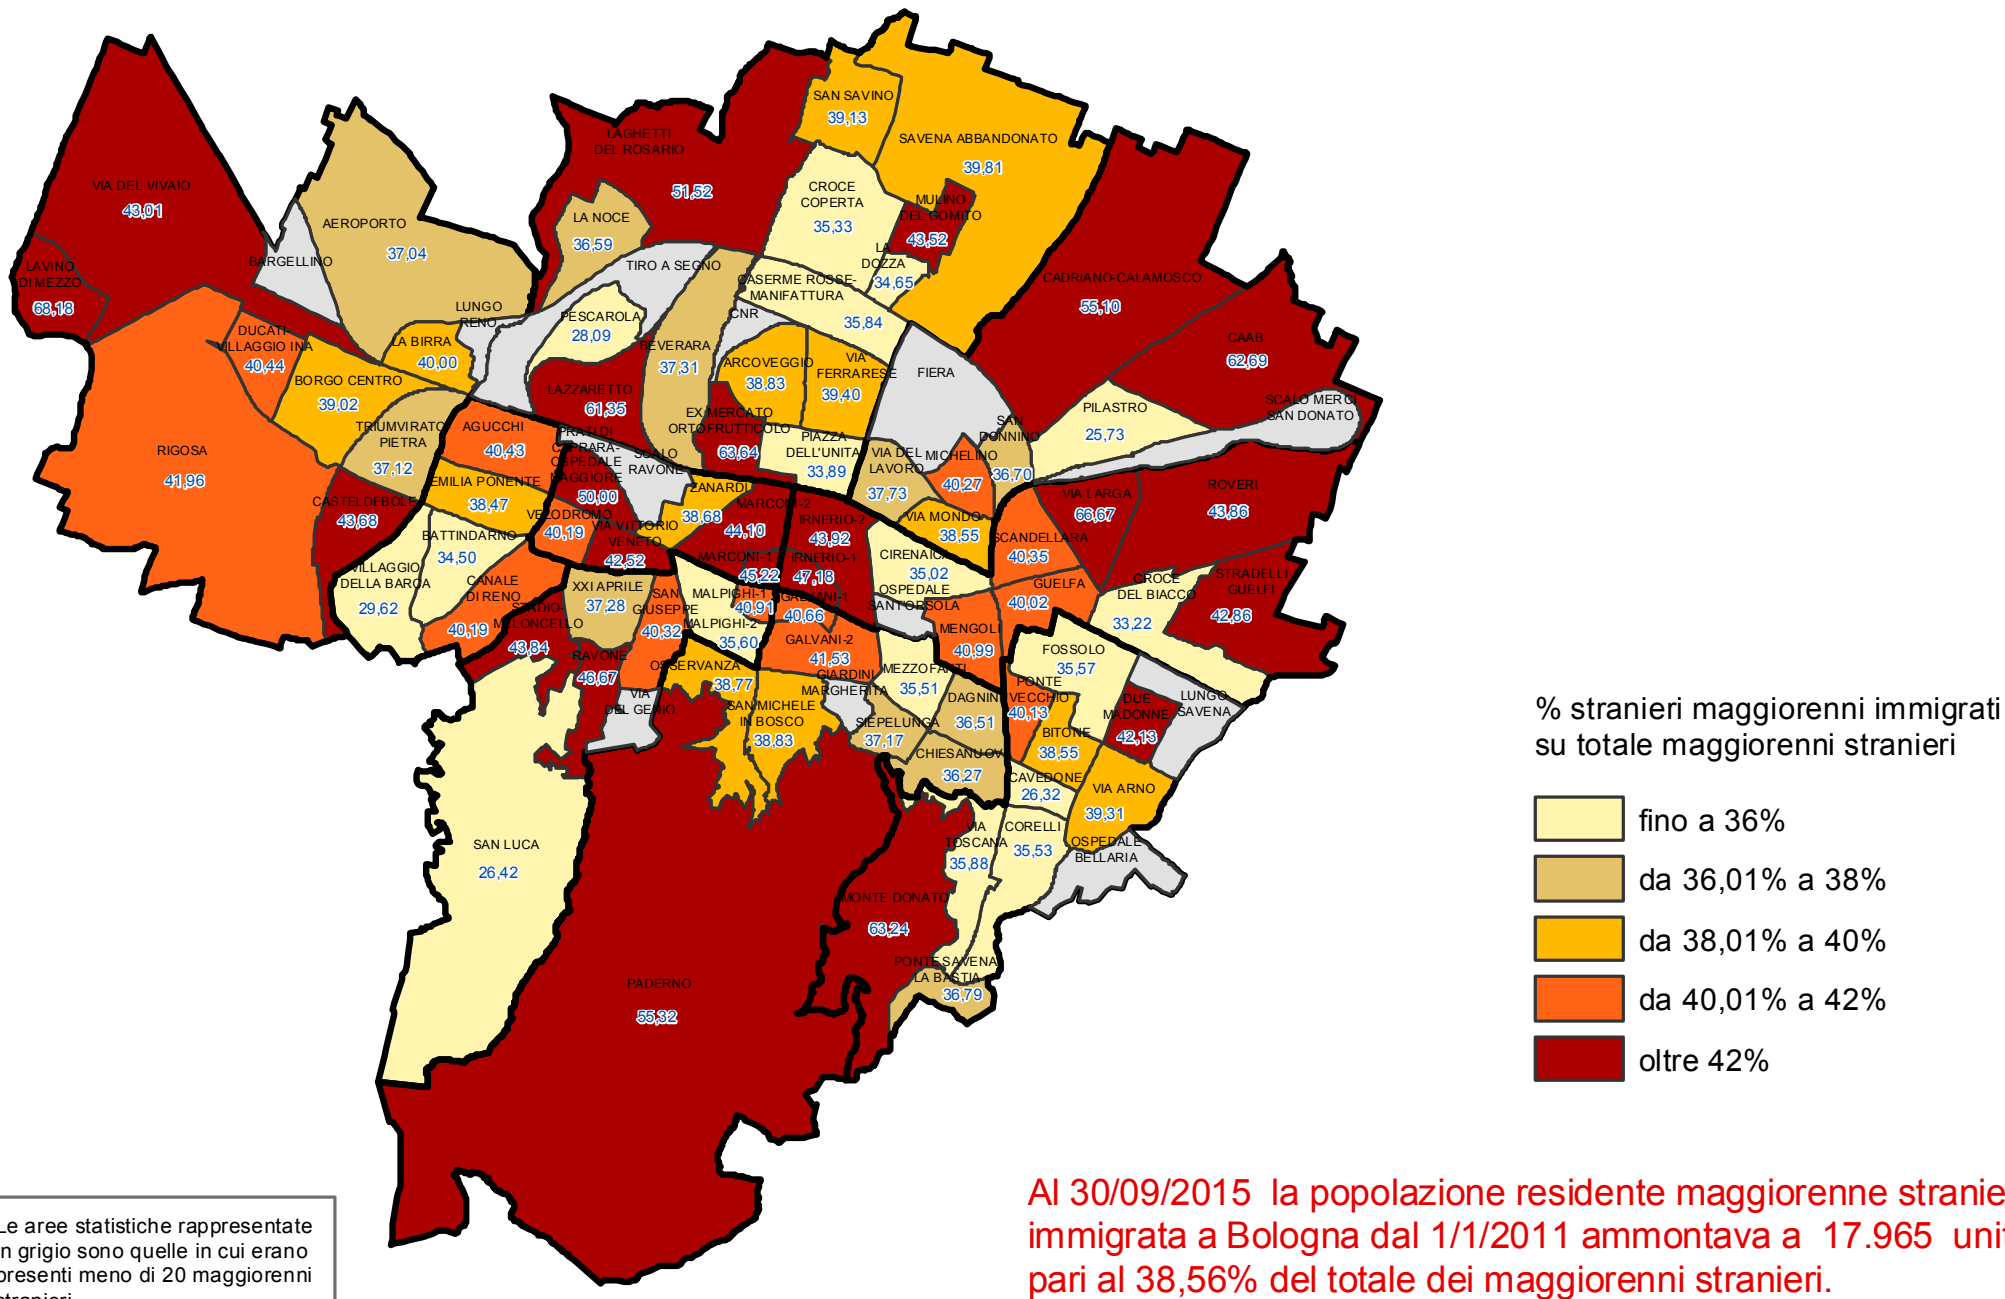 SAN SAVINO
39,13
SAVENA ABBANDONATO
39,81
LAGHETTI
DEL ROSARIO
51,52
VIA DEL VIVAIO
43,01
CROCE
COPERTA
35,33
MULINO
DEL GOMITO
43,52
LA NOCE
36,59
AEROPORTO
37,04
BARGELLINO
LAVINO
DI MEZZO
68,18
TIRO A SEGNO
LA
DOZZA
34,65
CASERME ROSSE-
MANIFATTURA
35,84
CADRIANO-CALAMOSCO
55,10
LUNGO
RENO
PESCAROLA
28,09
CNR
DUCATI-
VILLAGGIO INA
40,44
LA BIRRA
40,00
BEVERARA
37,31
ARCOVEGGIO
38,83
VIA
FERRARESE
39,40
FIERA
CAAB
62,69
BORGO CENTRO
39,02
LAZZARETTO
61,35
EX MERCATO
ORTOFRUTTICOLO
63,64
PILASTRO
25,73
SCALO MERCI
SAN DONATO
TRIUMVIRATO-
PIETRA
37,12
AGUCCHI
40,43
PRATI DI
CAPRARA-
OSPEDALE
MAGGIORE
50,00
SCALO
RAVONE
PIAZZA
DELL'UNITA'
33,89
VIA DEL
LAVORO
37,73
MICHELINO
40,27
SAN
DONNINO
36,70
RIGOSA
41,96
EMILIA PONENTE
38,47
CASTELDEBOLE
43,68
ZANARDI
38,68
MARCONI-2
44,10
IRNERIO-2
43,92
VIA MONDO
38,55
VIA LARGA
66,67
ROVERI
43,86
VELODROMO
40,19
VIA VITTORIO
VENETO
42,52
BATTINDARNO
34,50
MARCONI-1
45,22
IRNERIO-1
47,18
CIRENAICA
35,02
SCANDELLARA
40,35
VILLAGGIO
DELLA BARCA
29,62
CANALE
DI RENO
40,19
XXI APRILE
37,28
SAN
GIUSEPPE
40,32
MALPIGHI-1
40,91
GALVANI-1
40,66
OSPEDALE
SANT'ORSOLA
GUELFA
40,02
CROCE
DEL BIACCO
33,22
STRADELLI
GUELFI
42,86
STADIO-
MELONCELLO
43,84
MALPIGHI-2
35,60
GALVANI-2
41,53
MENGOLI
40,99
RAVONE
46,67
OSSERVANZA
38,77
GIARDINI
MARGHERITA
MEZZOFANTI
35,51
FOSSOLO
35,57
VIA
DEL GENIO
SAN MICHELE
IN BOSCO
38,83
SIEPELUNGA
37,17
DAGNINI
36,51
PONTE
VECCHIO
40,13
DUE
MADONNE
42,13
LUNGO
SAVENA
BITONE
38,55
CHIESANUOV
36,27
CAVEDONE
26,32
VIA ARNO
39,31
SAN LUCA
26,42
VIA
TOSCANA
35,88
CORELLI
35,53
OSPEDALE
BELLARIA
MONTE DONATO
63,24
PONTE SAVENA
LA BASTIA
36,79
PADERNO
55,32
% stranieri maggiorenni immigrati
su totale maggiorenni stranieri
fino a 36%
da 36,01% a 38%
da 38,01% a 40%
da 40,01% a 42%
oltre 42%
Le aree statistiche rappresentate
n grigio sono quelle in cui erano
presenti meno di 20 maggiorenni
stranieri
Al 30/09/2015 la popolazione residente maggiorenne stranie
immigrata a Bologna dal 1/1/2011 ammontava a 17.965 unit
pari al 38,56% del totale dei maggiorenni stranieri.